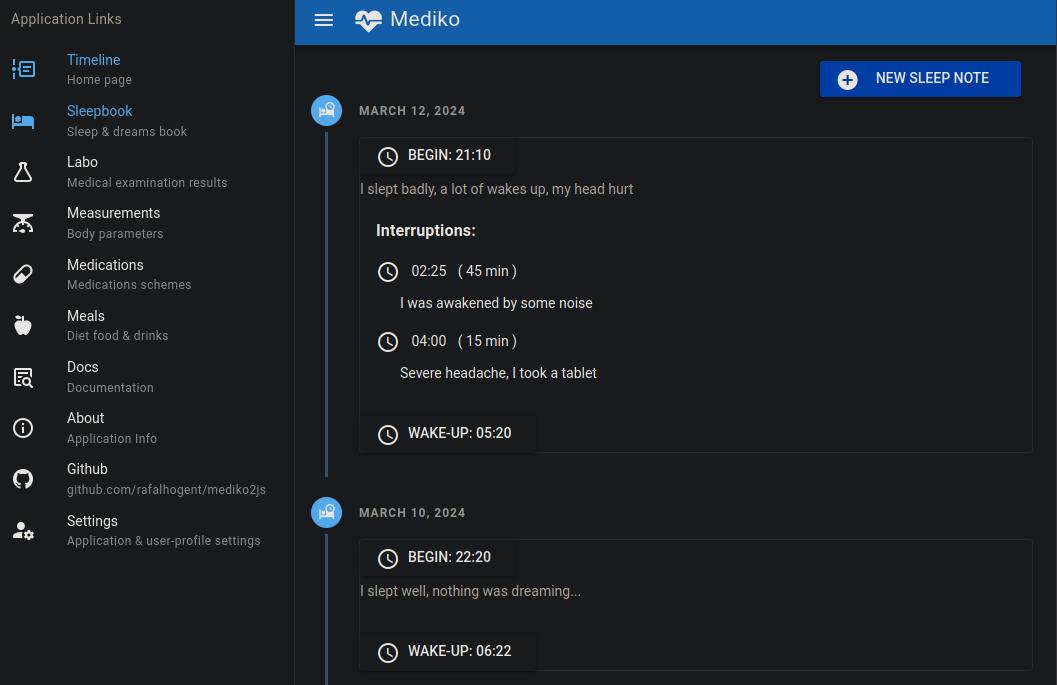 Application Links
Timeline
Home page
Sleepbook
Sleep & dreams book
Labo
Medical examination results
Measurements
Body parameters
Medications
Medications schemes
Meals
Diet food & drinks
Docs
Documentation
About
Application Info
Github
github.com/rafalhogent/mediko2js
Settings
Application & user-profile settings
Mediko
NEW SLEEP NOTE
MARCH 12, 2024
BEGIN: 21:10
I slept badly, a lot of wakes up, my head hurt
Interruptions:
02:25 ( 45 min )
I was awakened by some noise
04:00 ( 15 min )
Severe headache, I took a tablet
WAKE-UP: 05:20
MARCH 10, 2024
BEGIN: 22:20
I slept well, nothing was dreaming...
WAKE-UP: 06:22